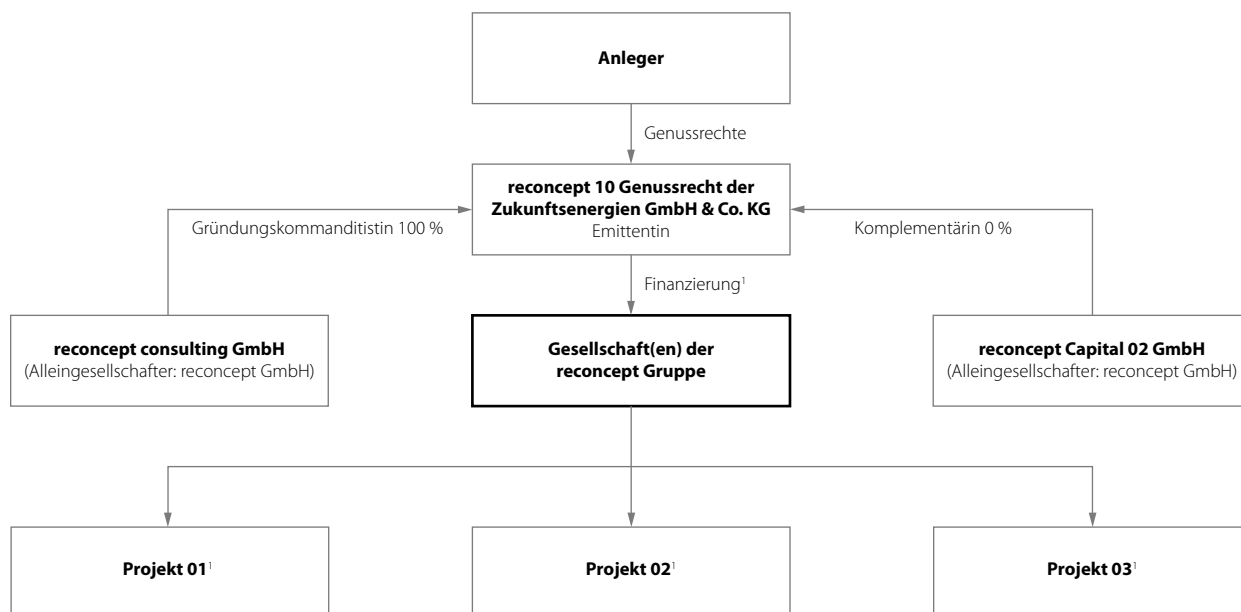 Anleger
Genussrechte
reconcept 10 Genussrecht der
Zukunftsenergien GmbH & Co. KG
Emittentin
Gründungskommanditistin 100 %
Komplementärin 0 %
Finanzierung¹
reconcept consulting GmbH
(Alleingesellschafter: reconcept GmbH)
Gesellschaft(en) der
reconcept Gruppe
reconcept Capital 02 GmbH
(Alleingesellschafter: reconcept GmbH)
Projekt 01¹
Projekt 02¹
Projekt 03¹